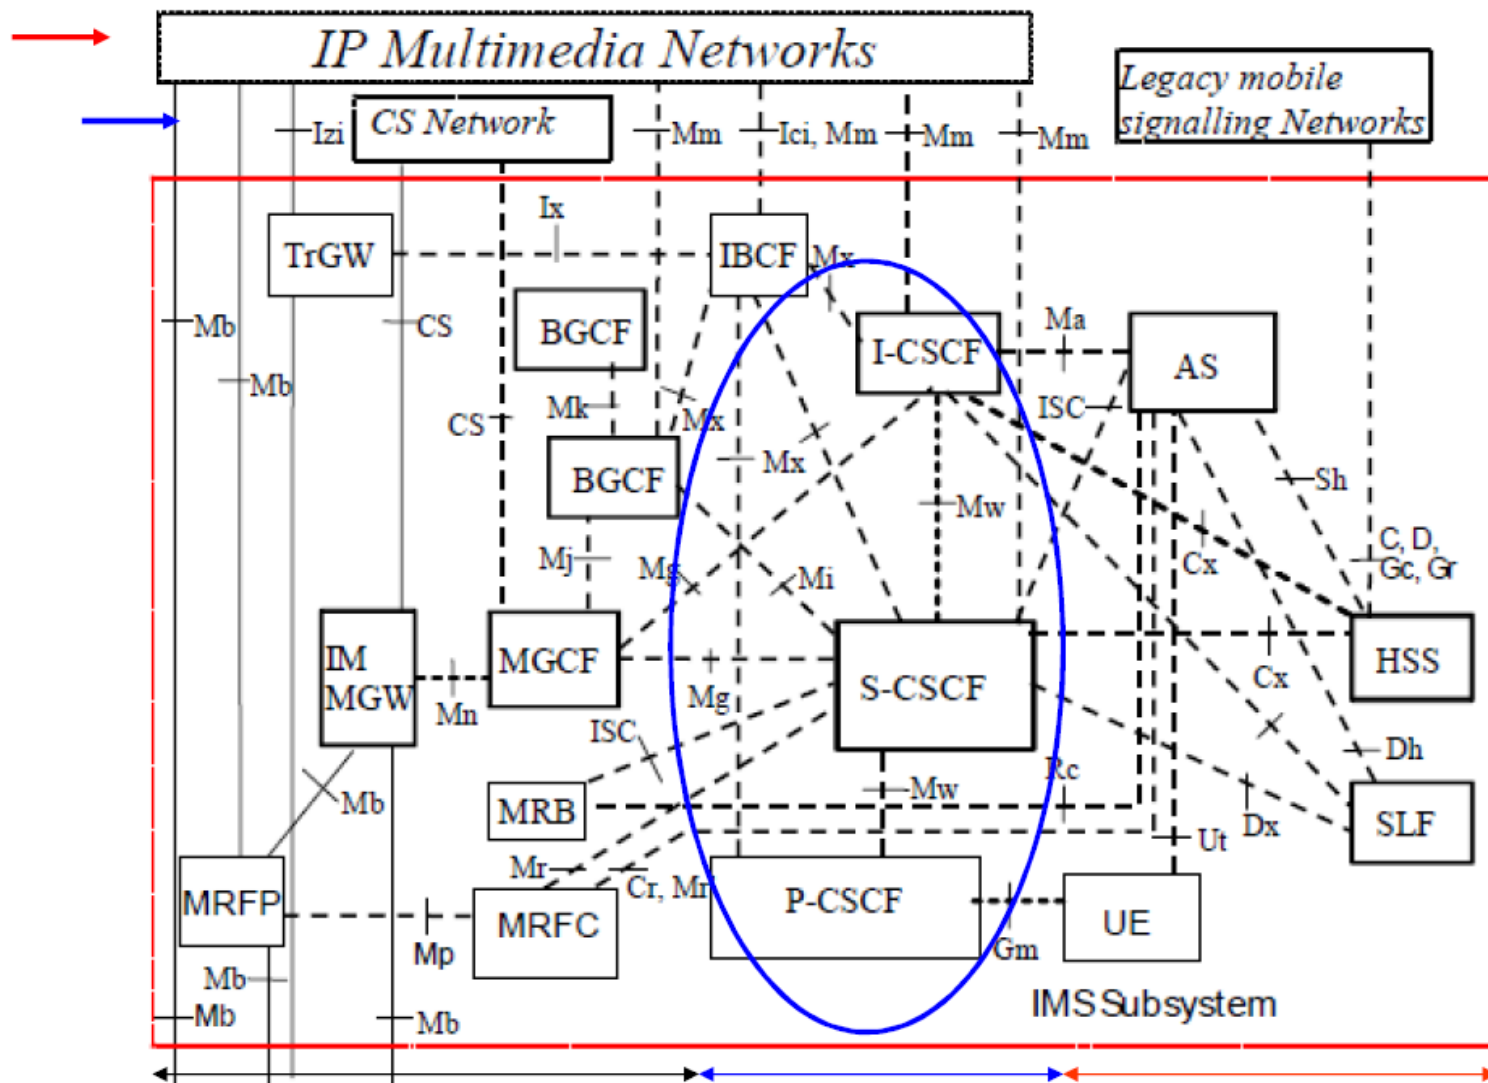 IP Multimedia Networks
Legacy mobile
signalling Networks
CS Network
Izi
Mm
Ici, Mm
Mm
Mm
Ix
TrGW
IBCF
Mx
Mb
CS
BGCF
I-CSCF
Ma
AS
Mb
Mk
Mx
ISC
CS
BGCF
Mx
Mw
Sh
C, D,
Gc, Gr
Mj
Mg
Mi
Cx
IM
MGW
MGCF
S-CSCF
HSS
Mn
Mg
Cx
ISC
Mb
MRB
Mw
Rc
Dh
Dx
SLF
Ut
Mr
Cr, Mr
MRFP
MRFC
P-CSCF
UE
Mp
Gm
Mb
Mb
Mb
IMS Subsystem